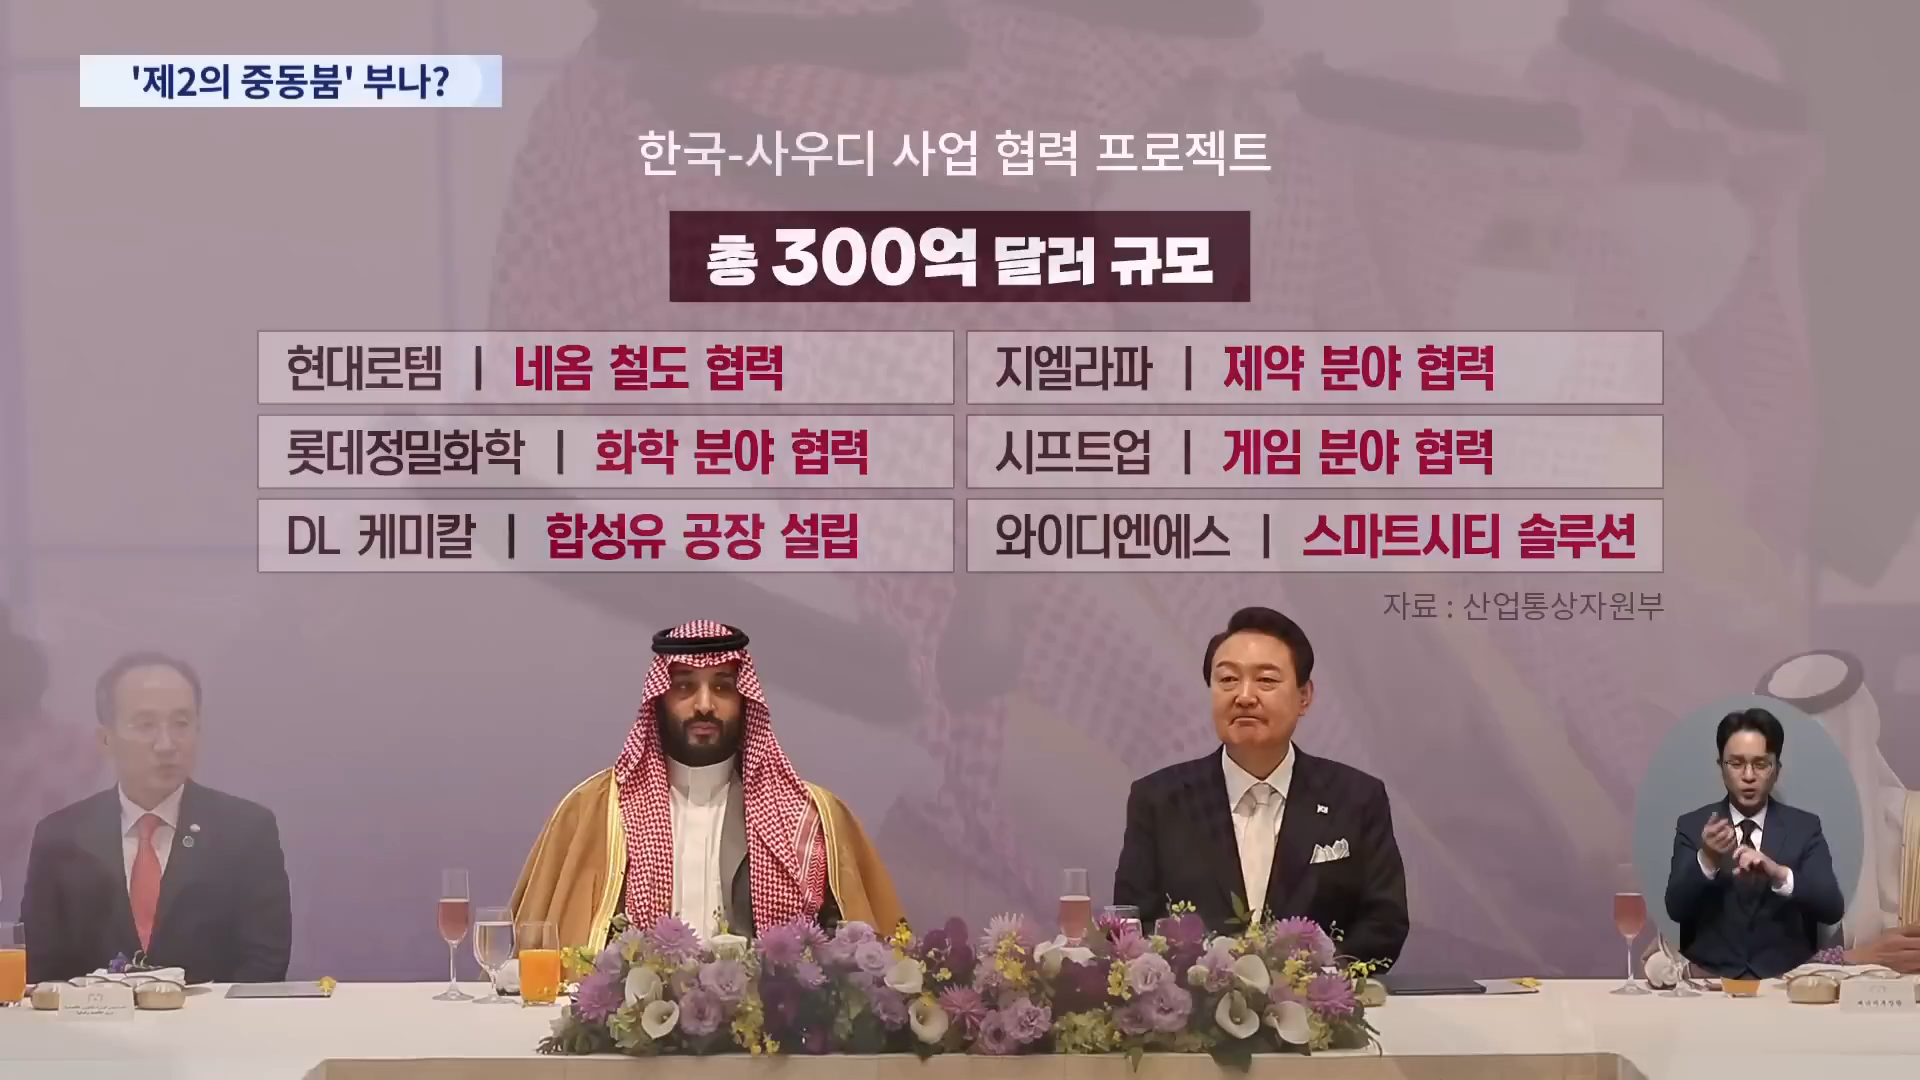 '제2의 중동붐' 부나?
한국-사우디 사업 협력 프로젝트
총 300억 달러 규모
현대로템 | 네옴 철도 협력
지엘라파 | 제약 분야 협력
롯데정밀화학 | 화학 분야 협력
시프트업 | 게임 분야 협력
DL 케미칼 | 합성유 공장 설립
와이디엔에스 | 스마트시티 솔루션
자료 : 산업통상자원부